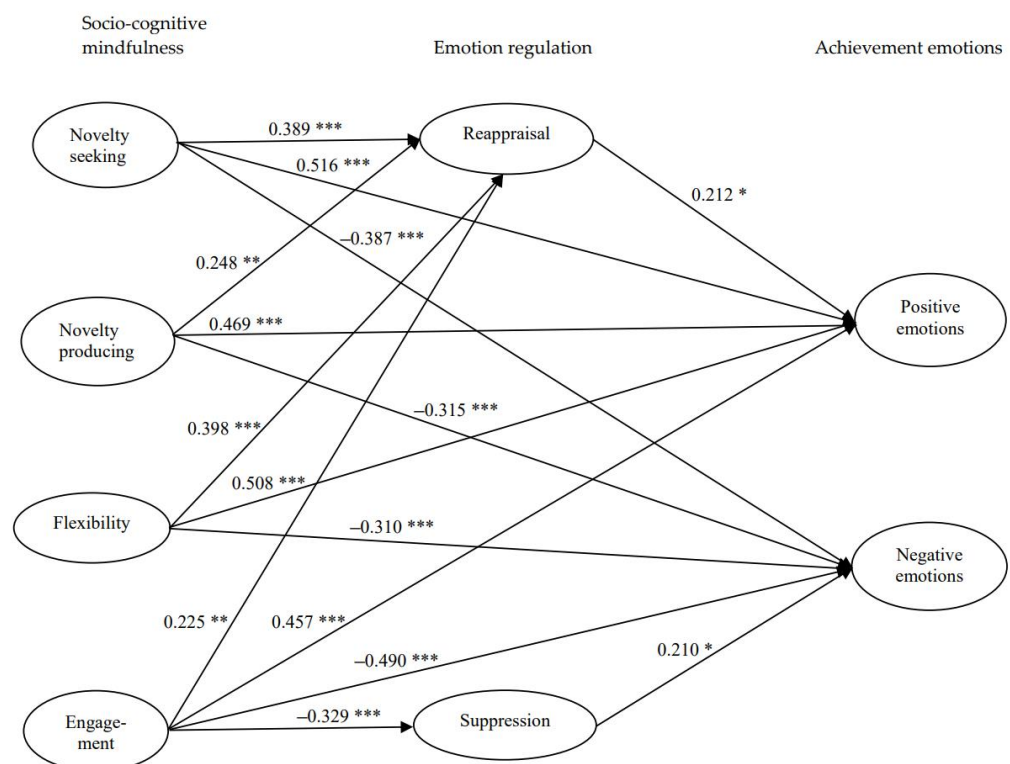 Socio-cognitive
mindfulness
Emotion regulation
Achievement emotions
Novelty
seeking
0.389 ***
Reappraisal
0.516 ***
0.212 *
–0.387 ***
0.248 **
Positive
emotions
Novelty
producing
0.469 ***
–0.315 ***
0.398 ***
0.508 ***
Flexibility
–0.310 ***
Negative
emotions
0.225 **
0.457 ***
0.210 *
–0.490 ***
Engage-
ment
–0.329 ***
Suppression